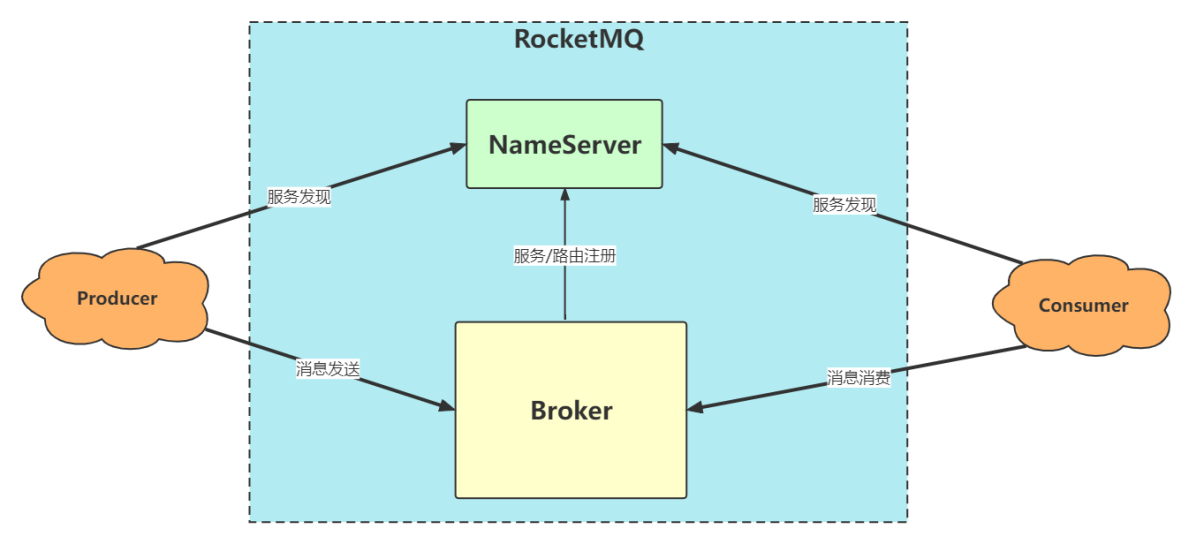 RocketMQ
NameServer
服务发现
服务发现
服务/路由注册
Producer
Consumer
消息发送
消息消费
Broker